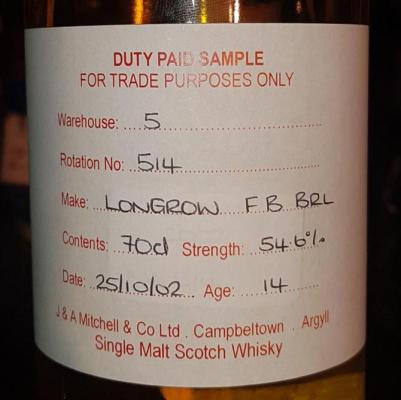 DUTY PAID SAMPLE
FOR TRADE PURPOSES ONLY
Warehouse: 5
Rotation No: 514
Make: LONGROW F B BRL
Contents: 70cl Strength: 54.6%
Date: 25/10/02 Age: 14
J & A Mitchell & Co Ltd . Campbeltown . Argyll
Single Malt Scotch Whisky